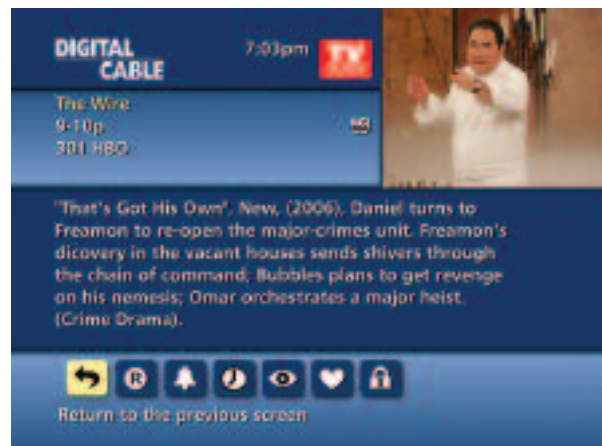 DIGITAL
CABLE
7:03pm
TV
The Wire
9-10p
301 HBO
"That's Got His Own", New, (2006), Daniel turns to
Freamon to re-open the major-crimes unit. Freamon's
dicovery in the vacant houses sends shivers through
the chain of command; Bubbles plans to get revenge
on his nemesis; Omar orchestrates a major heist.
(Crime Drama).
R
Return to the previous screen